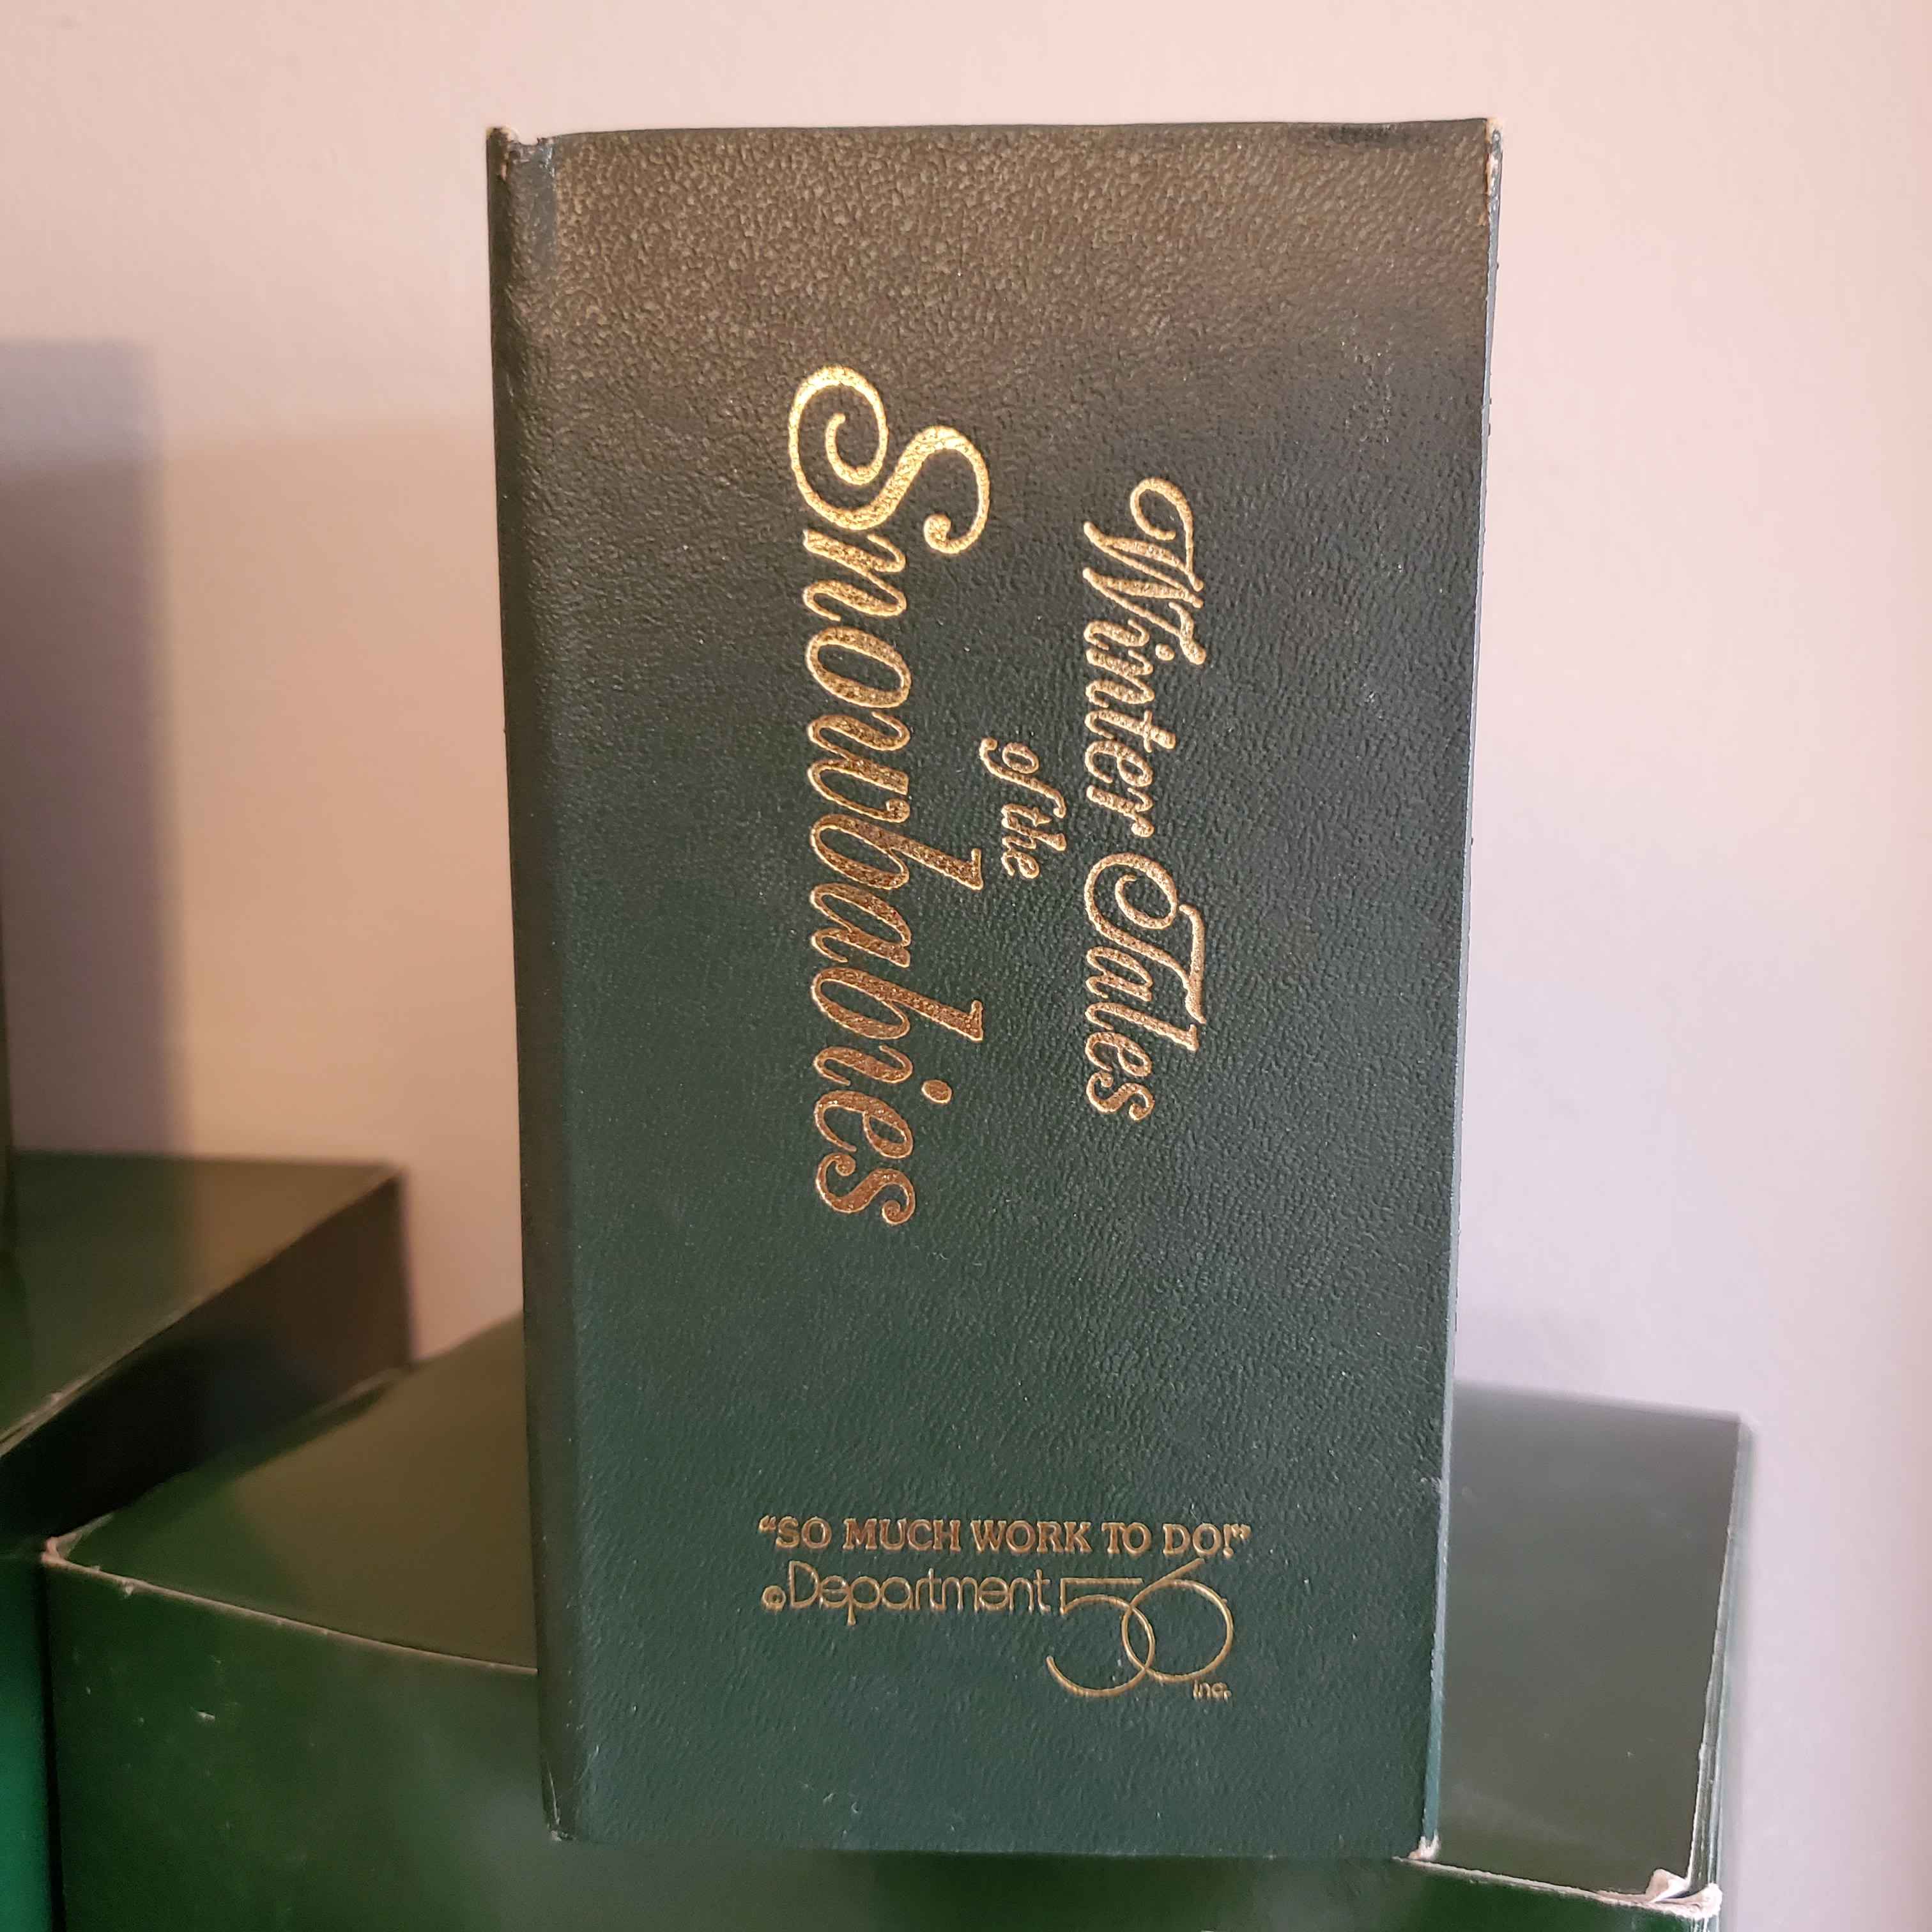 Winter Tales
of the
Snowbabies
“SO MUCH WORK TO DO!”
©Department 56 Inc.